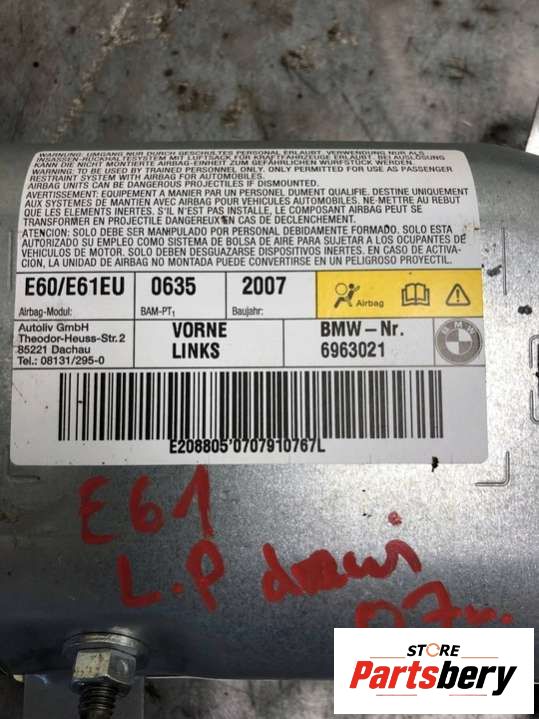 WARNUNG: UMGANG NUR DURCH GESCHULTES PERSONAL ERLAUBT. VERWENDUNG NUR ALS
INSASSEN-RÜCKHALTESYSTEM MIT LUFTSACK FÜR KRAFTFAHRZEUGE ERLAUBT. BEI AUSLÖSUNG
KANN DIE NICHT MONTIERTE AIRBAG-EINHEIT ZUM GEFÄHRLICHEN WURFSTÜCK WERDEN.
WARNING: TO BE USED BY TRAINED PERSONNEL ONLY. ONLY PERMITTED FOR USE AS PASSENGER
RESTRAINT SYSTEM WITH AIRBAG FOR AUTOMOBILES.
AIRBAG UNITS CAN BE DANGEROUS PROJECTILES IF DISMOUNTED.
AVERTISSEMENT: EQUIPEMENT A MANIER PAR UN PERSONEL DUMENT QUALIFIE. DESTINE UNIQUEMENT
AUX SYSTEMES DE MANTIEN AVEC AIRBAG POUR VEHICULES AUTOMOBILES. NE METTRE AU REBUT
QUE LES ELEMENTS INERTES. S'IL N'EST PAS INSTALLE, LE COMPOSANT AIRBAG PEUT SE
TRANSFORMER EN PROJECTILE DANGEREUX EN CAS DE DECLENCHEMENT.
ATENCION: SOLO DEBE SER MANIPULADO POR PERSONAL DEBIDAMENTE FORMADO. SOLO ESTA
AUTORIZADO SU EMPLEO COMO SISTEMA DE BOLSA DE AIRE PARA SUJETAR A LOS OCUPANTES DE
VEHICULOS DE MOTOR. SOLO DEBEN DESGUAZARSE DISPOSITIVOS INERTES. EN CASO DE ACTIVA-
CION, LA UNIDAD DE AIRBAG NO MONTADA PUEDE CONVERTIRSE EN UN PELIGROSO PROYECTIL.
E60/E61EU 0635 2007
Airbag-Modul: BAM-PT1 Baujahr: Airbag
Autoliv GmbH
Theodor-Heuss-Str.2
85221 Dachau
Tel.: 08131/295-0
VORNE
LINKS
BMW-Nr.
6963021
BMW
E208805'0707910767L
E61
L.P drzwi
07r.
STORE
Partsbery